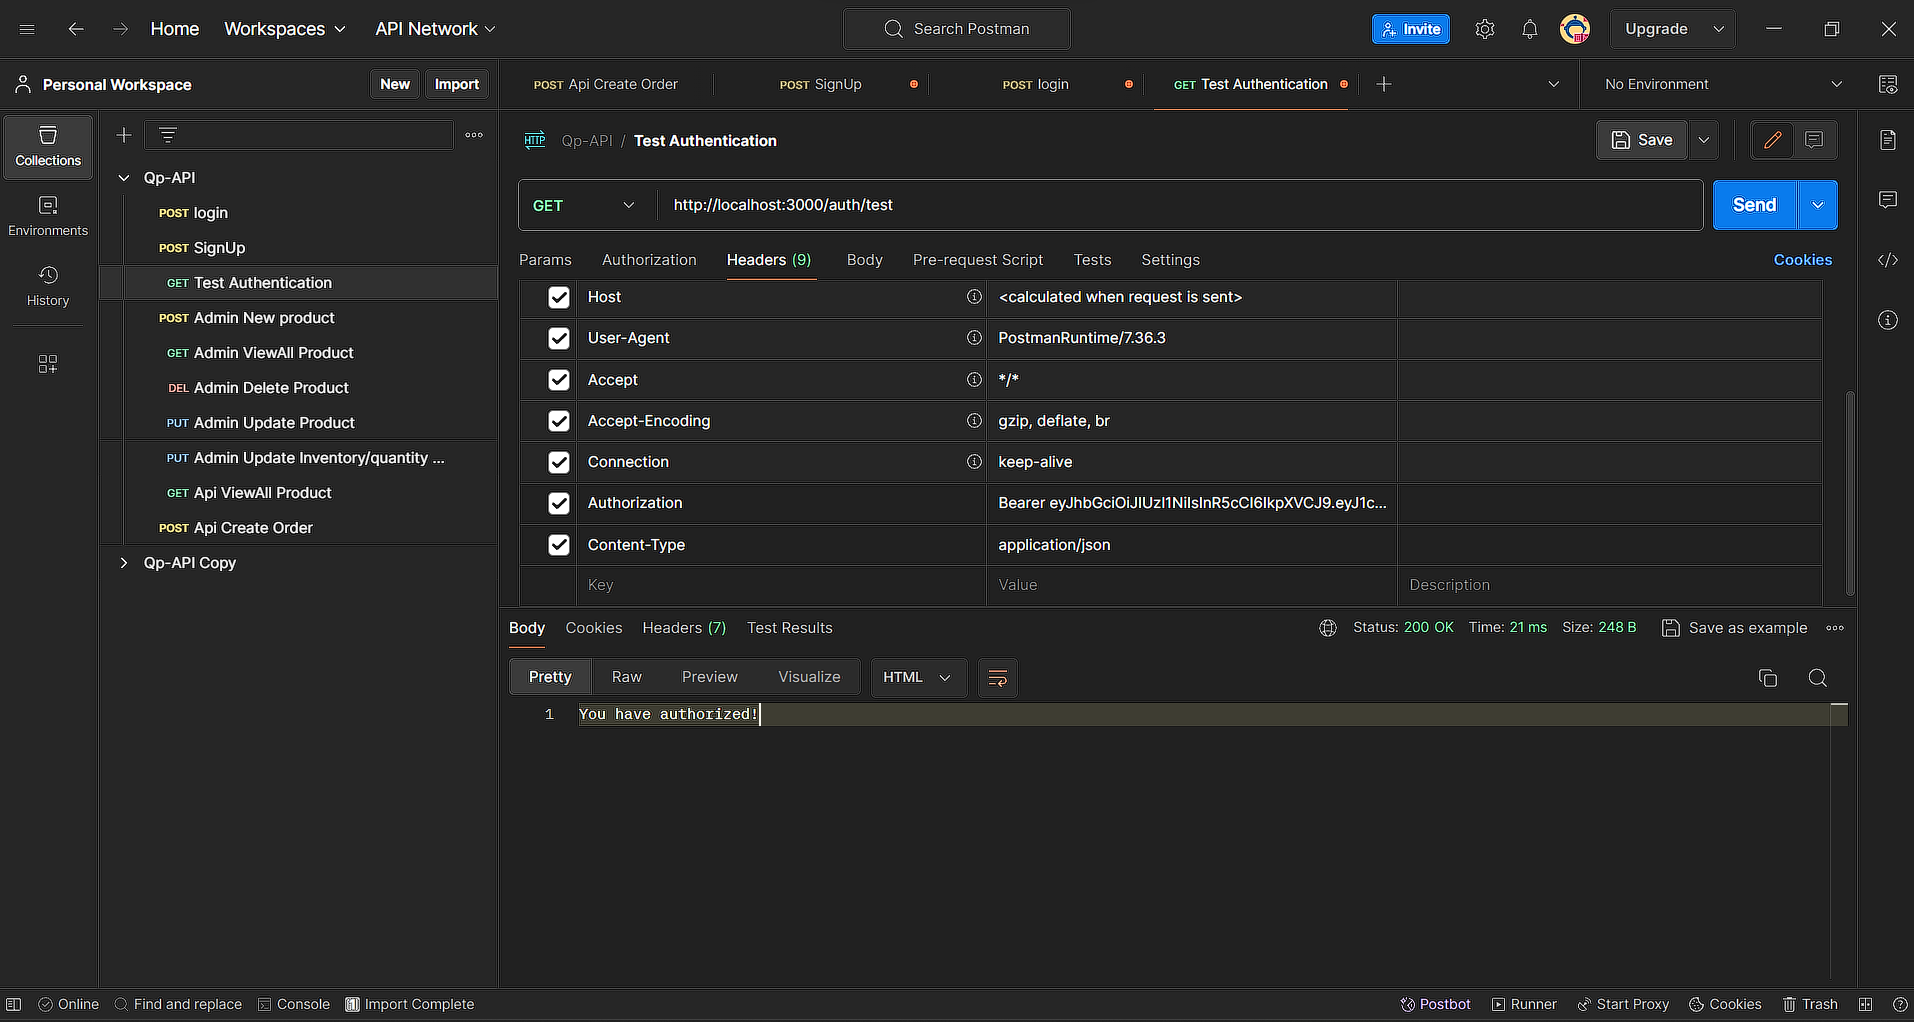 Home Workspaces API Network Search Postman Invite Upgrade
Personal Workspace New Import POST Api Create Order POST SignUp POST login GET Test Authentication No Environment
Collections
Environments
History
Qp-API
POST login
POST SignUp
GET Test Authentication
POST Admin New product
GET Admin ViewAll Product
DEL Admin Delete Product
PUT Admin Update Product
PUT Admin Update Inventory/quantity ...
GET Api ViewAll Product
POST Api Create Order
Qp-API Copy
HTTP Qp-API / Test Authentication Save
GET http://localhost:3000/auth/test Send
Params Authorization Headers (9) Body Pre-request Script Tests Settings Cookies
Host <calculated when request is sent>
User-Agent PostmanRuntime/7.36.3
Accept */*
Accept-Encoding gzip, deflate, br
Connection keep-alive
Authorization Bearer eyJhbGciOiJIUzI1NiIsInR5cCI6IkpXVCJ9.eyJ1c...
Content-Type application/json
Key Value Description
Body Cookies Headers (7) Test Results Status: 200 OK Time: 21 ms Size: 248 B Save as example
Pretty Raw Preview Visualize HTML
1 You have authorized!
Online Find and replace Console Import Complete Postbot Runner Start Proxy Cookies Trash